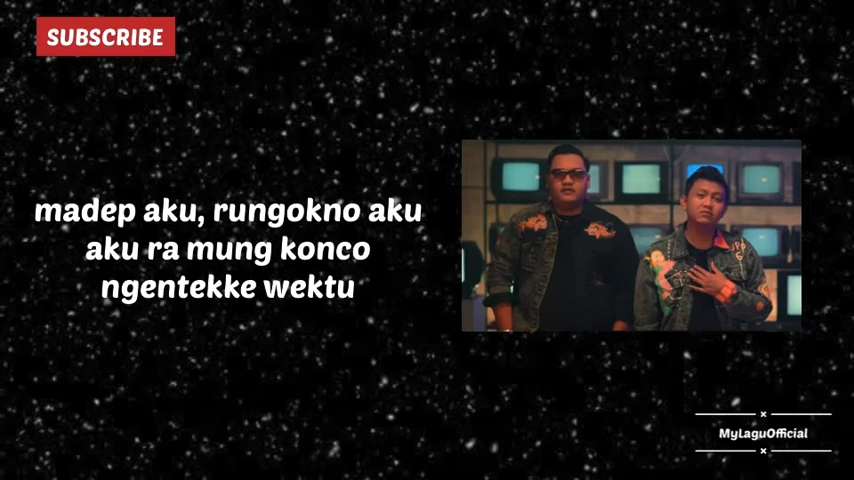 SUBSCRIBE
madep aku, rungokno aku
aku ra mung konco
ngentekke wektu
MyLaguOfficial